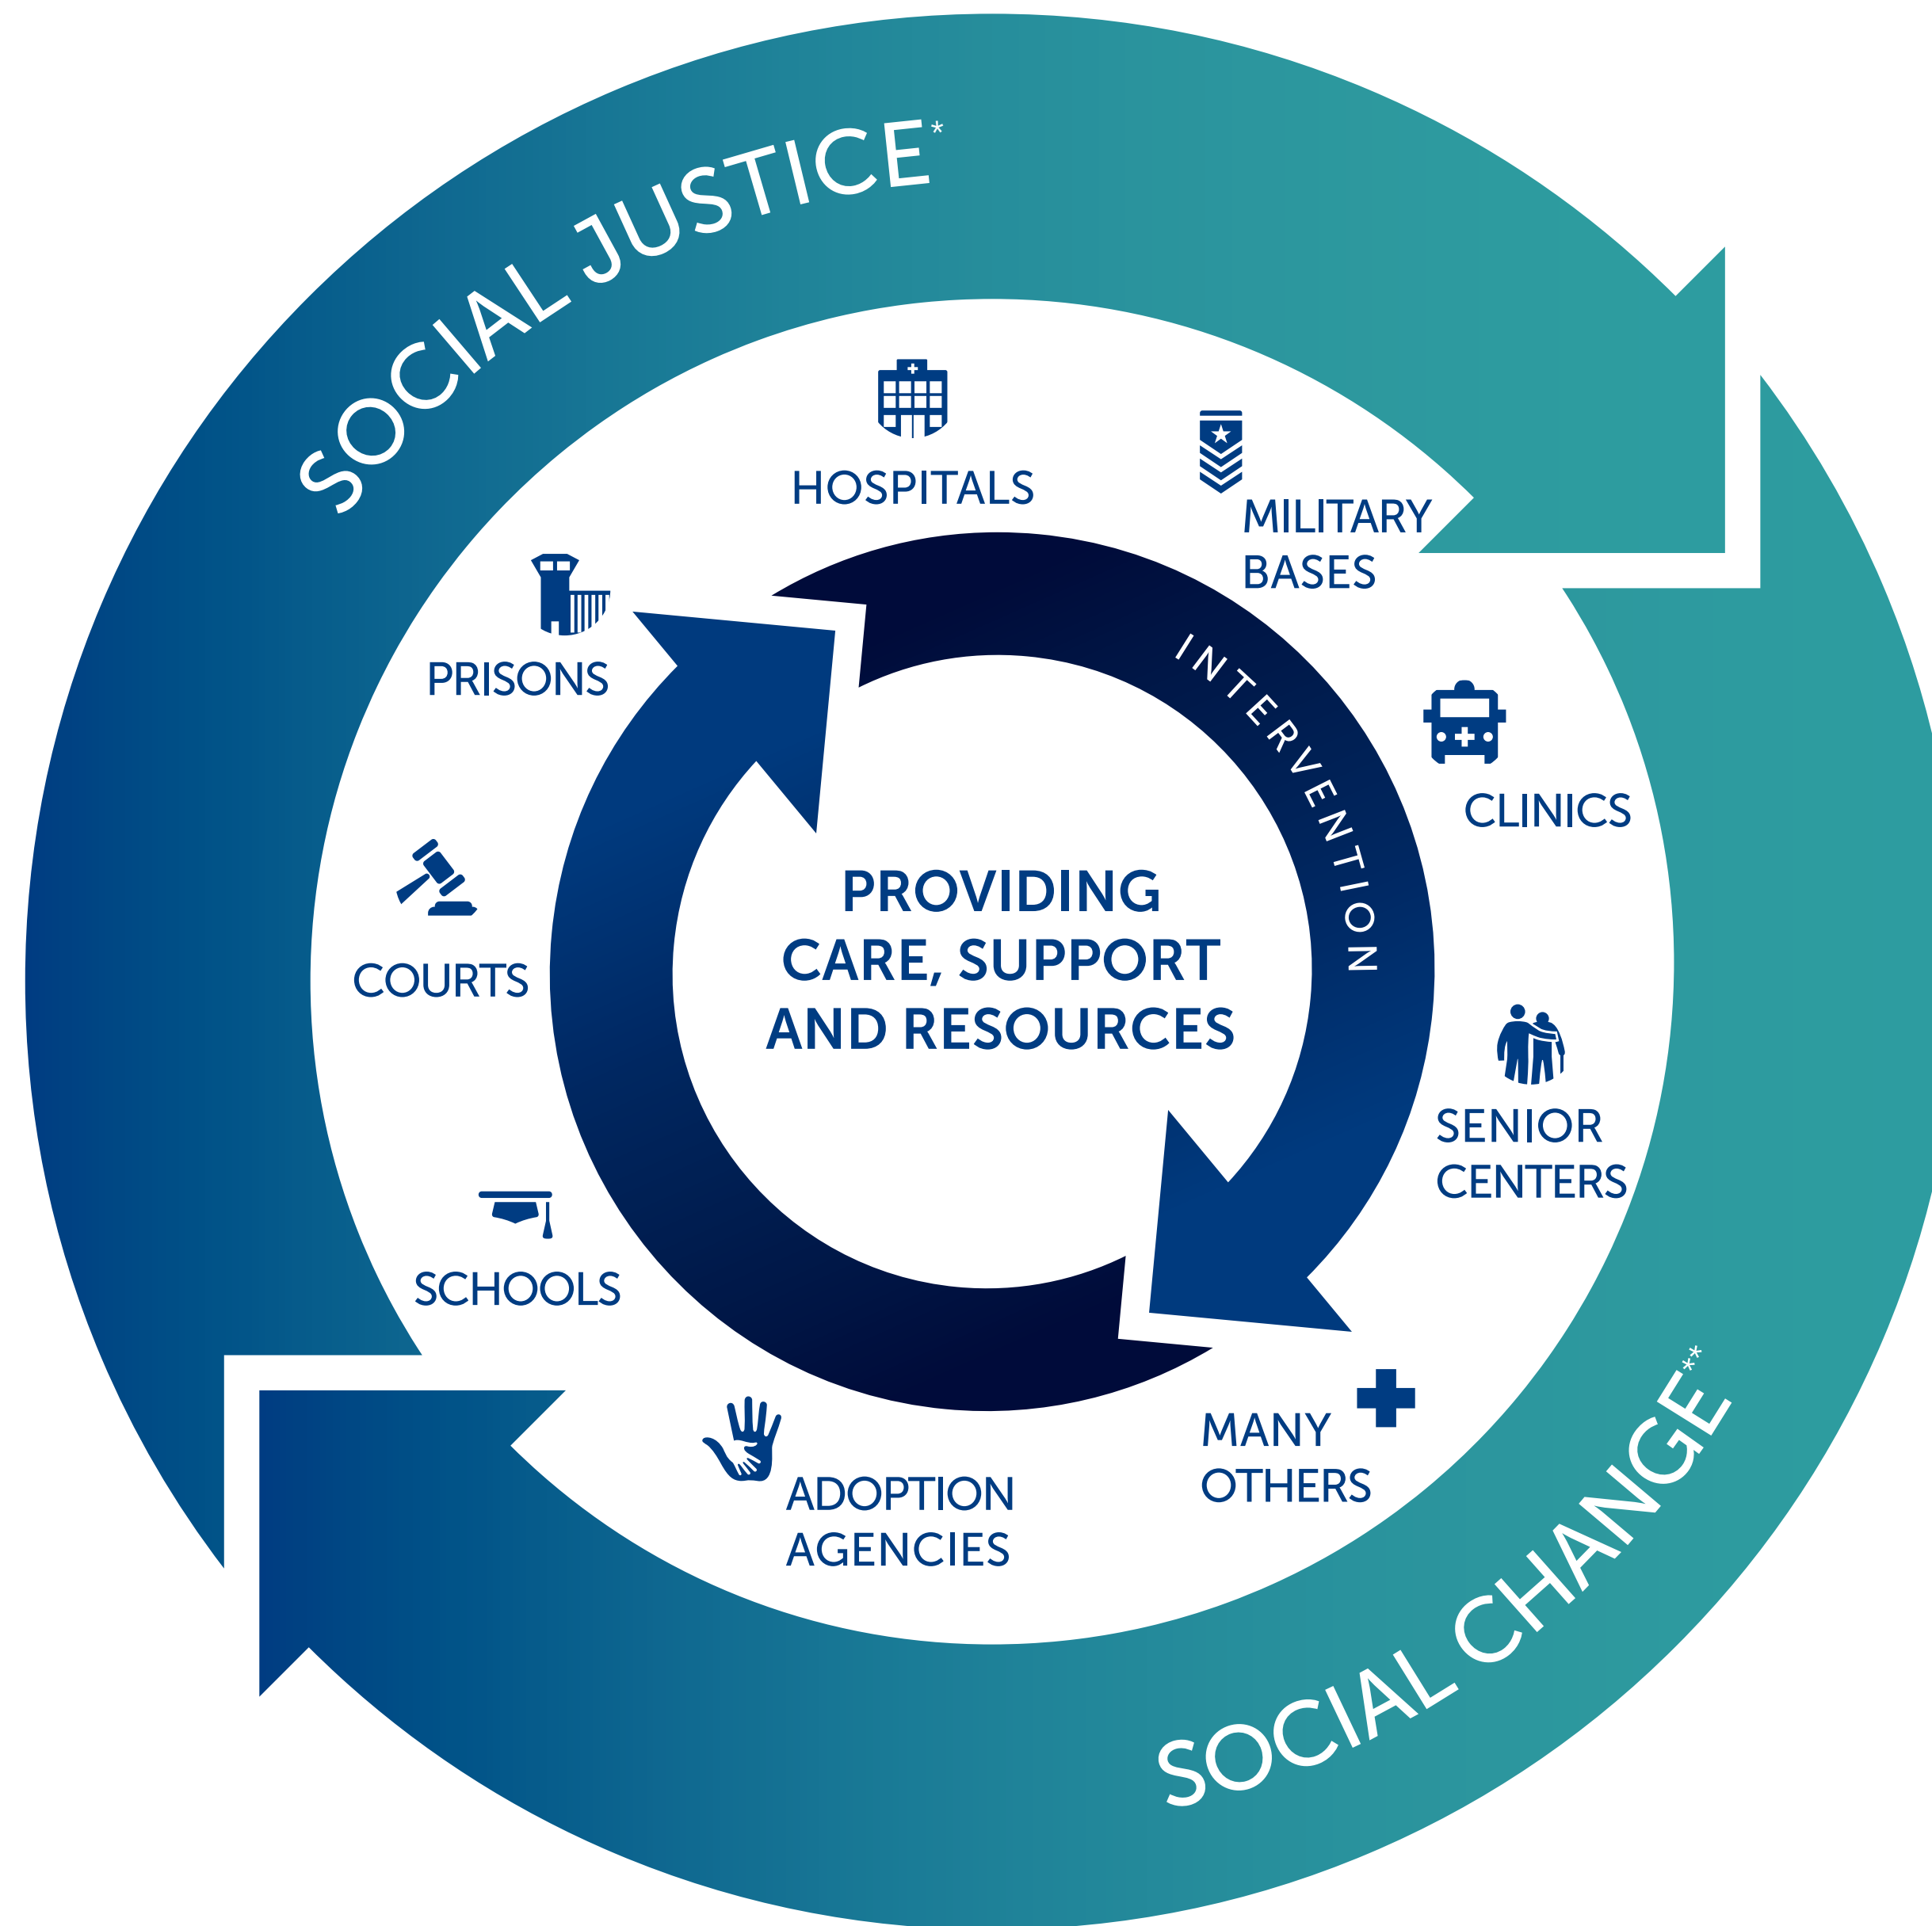 SOCIAL JUSTICE*
HOSPITALS
MILITARY
BASES
PRISONS
INTERVENTION
CLINICS
PROVIDING
CARE, SUPPORT
AND RESOURCES
COURTS
SENIOR
CENTERS
SCHOOLS
MANY
OTHERS
ADOPTION
AGENCIES
SOCIAL CHANGE**